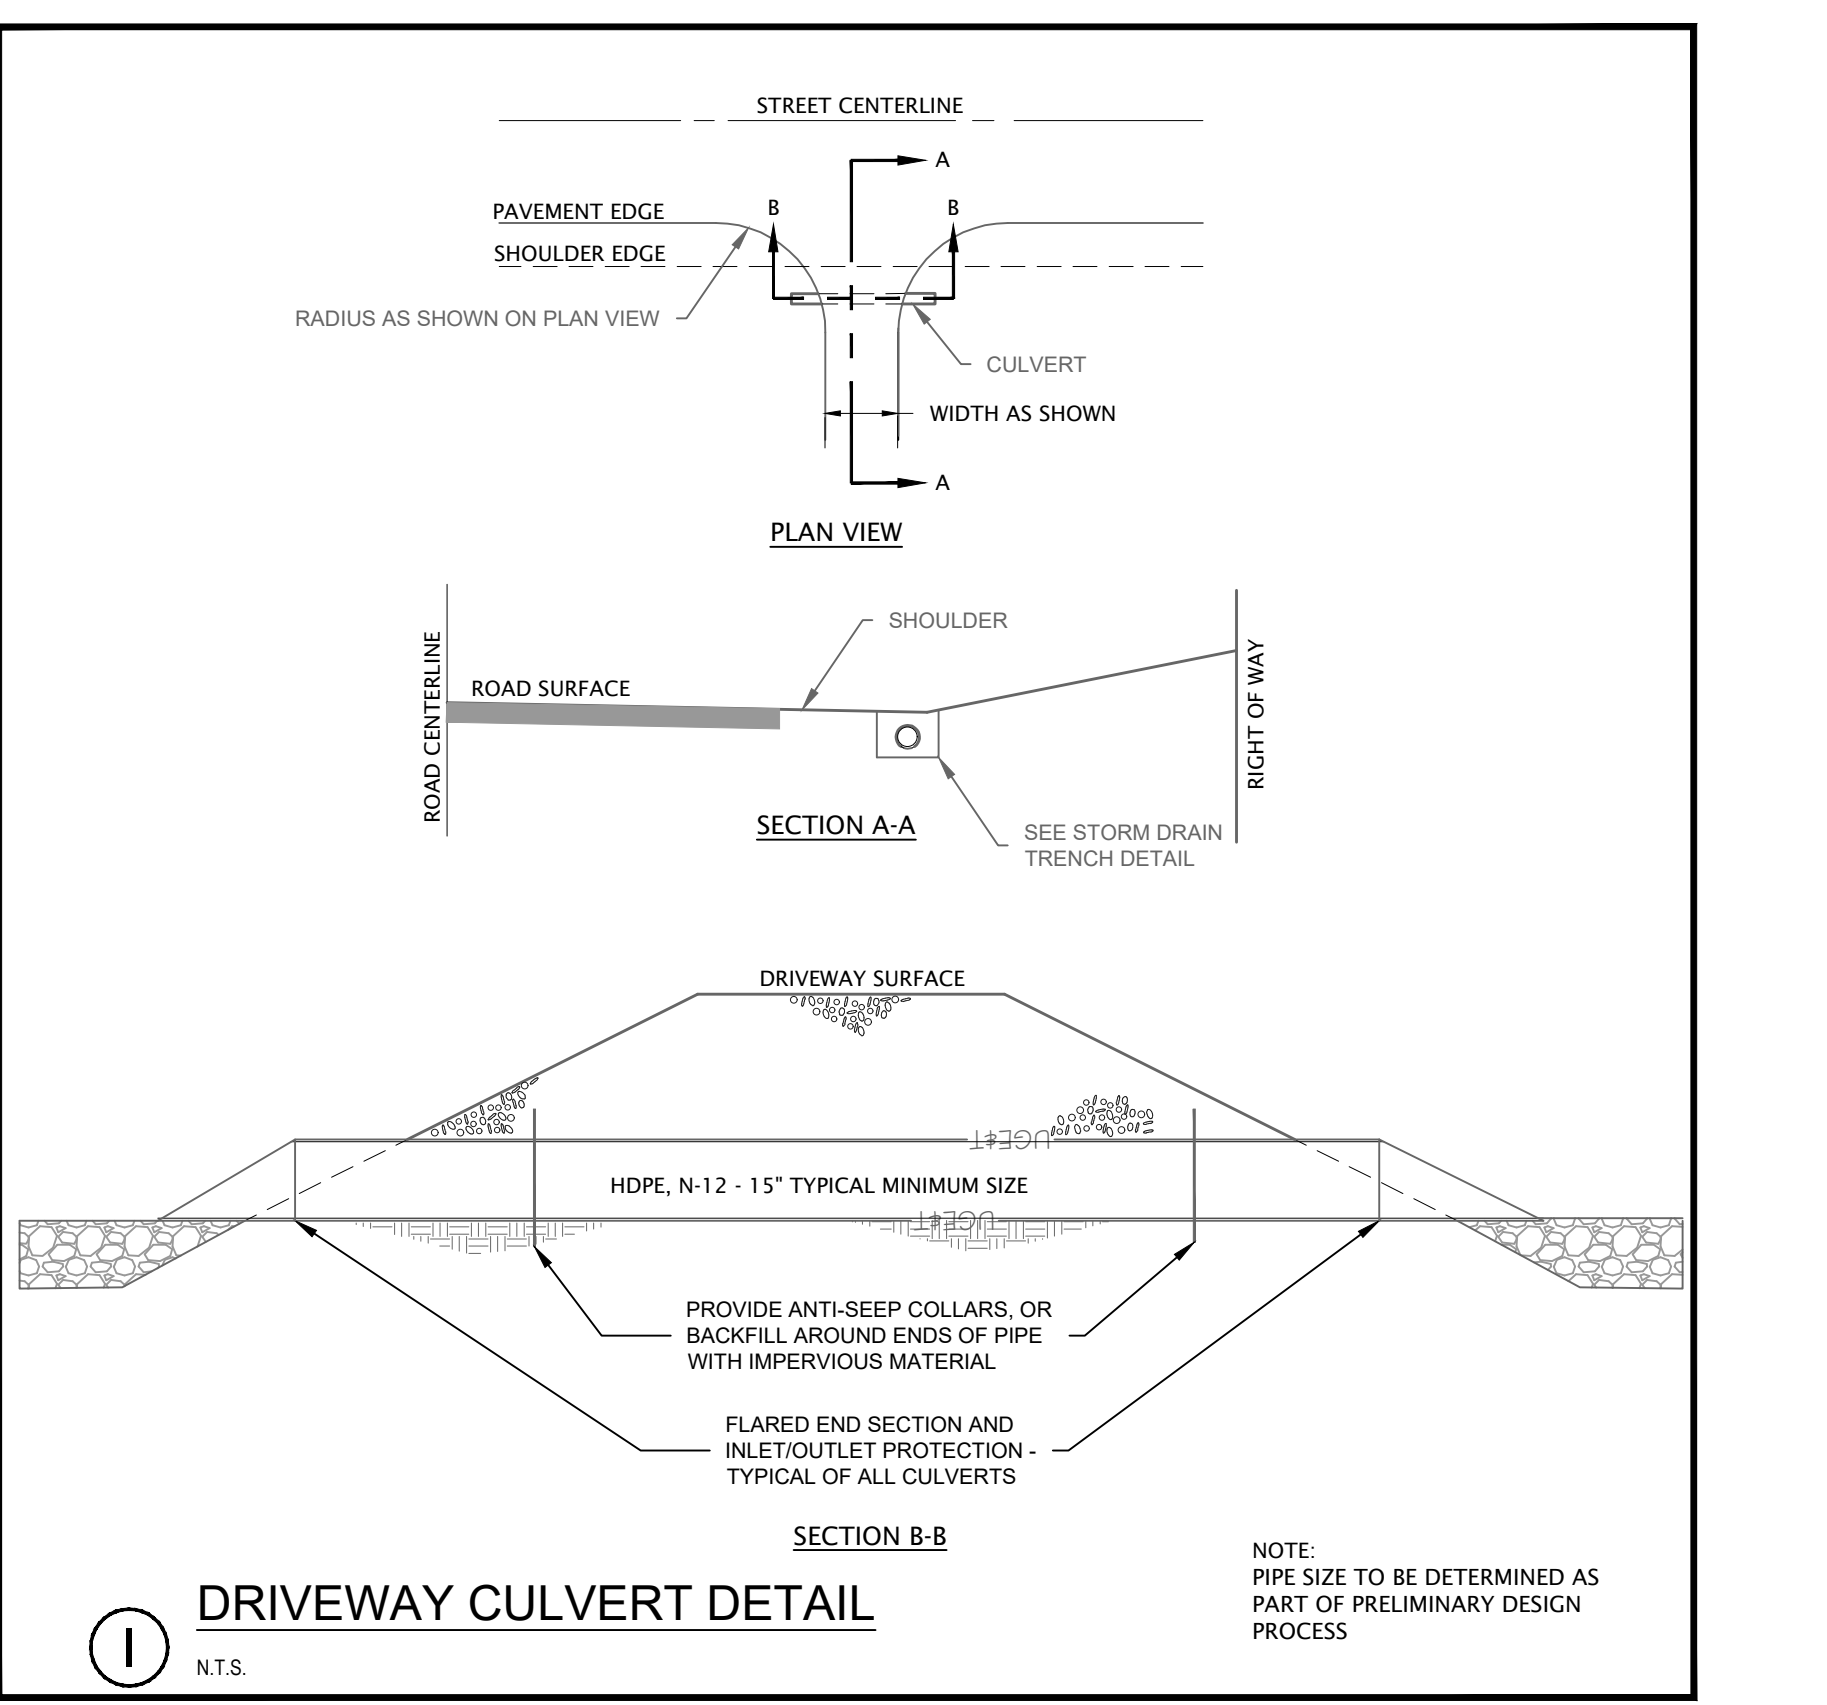 STREET CENTERLINE
A
B
B
PAVEMENT EDGE
SHOULDER EDGE
RADIUS AS SHOWN ON PLAN VIEW
CULVERT
WIDTH AS SHOWN
A
PLAN VIEW
SHOULDER
ROAD CENTERLINE
ROAD SURFACE
RIGHT OF WAY
SECTION A-A
SEE STORM DRAIN
TRENCH DETAIL
DRIVEWAY SURFACE
UGE&T
HDPE, N-12 - 15" TYPICAL MINIMUM SIZE
UGE&T
PROVIDE ANTI-SEEP COLLARS, OR
BACKFILL AROUND ENDS OF PIPE
WITH IMPERVIOUS MATERIAL
FLARED END SECTION AND
INLET/OUTLET PROTECTION -
TYPICAL OF ALL CULVERTS
SECTION B-B
NOTE:
PIPE SIZE TO BE DETERMINED AS
PART OF PRELIMINARY DESIGN
PROCESS
I
DRIVEWAY CULVERT DETAIL
N.T.S.